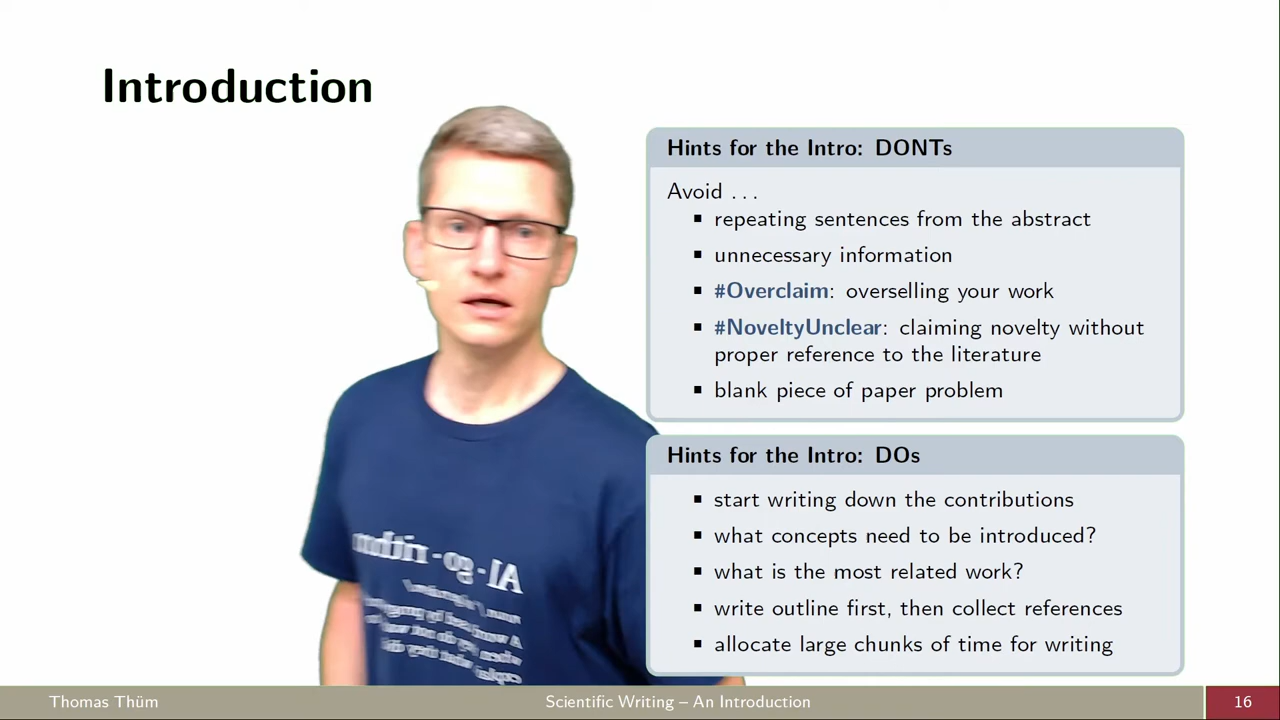 Introduction
Hints for the Intro: DONTs
Avoid . . .
▪ repeating sentences from the abstract
▪ unnecessary information
▪ #Overclaim: overselling your work
▪ #NoveltyUnclear: claiming novelty without
proper reference to the literature
▪ blank piece of paper problem
Hints for the Intro: DOs
▪ start writing down the contributions
▪ what concepts need to be introduced?
▪ what is the most related work?
▪ write outline first, then collect references
▪ allocate large chunks of time for writing
Al·go·rithm
Thomas Thüm
Scientific Writing – An Introduction
16